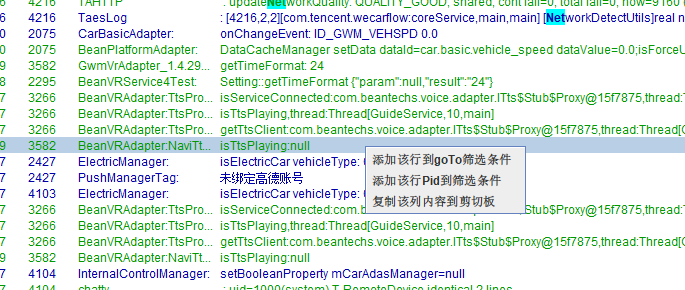 6 4216 TAHTTP : updateNetworkQuality: QUALITY_GOOD, shared, conf fail=0, total fail=0, now=9160
6 4216 TaesLog : [4216,2,2][com.tencent.wecarflow:coreService,main,main] [NetworkDetectUtils]real n
0 2075 CarBasicAdapter: onChangeEvent: ID_GWM_VEHSPD 0.0
0 2075 BeanPlatformAdapter: DataCacheManager setData dataId=car.basic.vehicle_speed dataValue=0.0;isForceU
9 3582 GwmVrAdapter_1.4.29... getTimeFormat: 24
8 2295 BeanVRService4Test: Setting::getTimeFormat {"param":null,"result":"24"}
7 3266 BeanVRAdapter:TtsPro... isServiceConnected:com.beantechs.voice.adapter.ITts$Stub$Proxy@15f7875,thread:T
7 3266 BeanVRAdapter:TtsPro... isTtsPlaying,thread:Thread[GuideService,10,main]
7 3266 BeanVRAdapter:TtsPro... getTtsClient:com.beantechs.voice.adapter.ITts$Stub$Proxy@15f7875,thread:Thread[
9 3582 BeanVRAdapter:NaviTt... isTtsPlaying:null
7 2427 ElectricManager: isElectricCar vehicleType:
7 2427 PushManagerTag: 未绑定高德账号
7 4103 ElectricManager: isElectricCar vehicleType:
添加该行到goTo筛选条件
添加该行Pid到筛选条件
复制该列内容到剪切板
7 3266 BeanVRAdapter:TtsPro... isServiceConnected:com.beantechs.voice.adapter.ITts$Stub$Proxy@15f7875,thread:T
7 3266 BeanVRAdapter:TtsPro... isTtsPlaying,thread:Thread[GuideService,10,main]
7 3266 BeanVRAdapter:TtsPro... getTtsClient:com.beantechs.voice.adapter.ITts$Stub$Proxy@15f7875,thread:Thread[
9 3582 BeanVRAdapter:NaviTt... isTtsPlaying:null
7 4104 InternalControlManager: setBooleanProperty mCarAdasManager=null
7 4104 chatty : uid=1000(system) T-RemoteDevice identical 2 lines